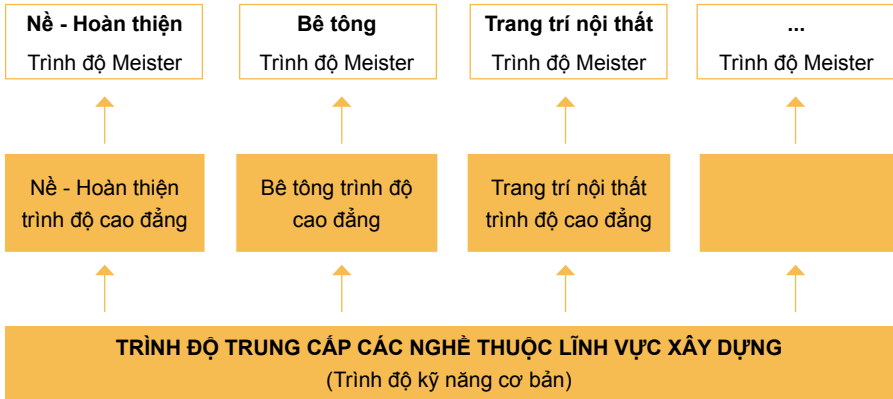 Nề - Hoàn thiện
Trình độ Meister
Bê tông
Trình độ Meister
Trang trí nội thất
Trình độ Meister
...
Trình độ Meister
Nề - Hoàn thiện
trình độ cao đẳng
Bê tông trình độ
cao đẳng
Trang trí nội thất
trình độ cao đẳng
TRÌNH ĐỘ TRUNG CẤP CÁC NGHỀ THUỘC LĨNH VỰC XÂY DỰNG
(Trình độ kỹ năng cơ bản)